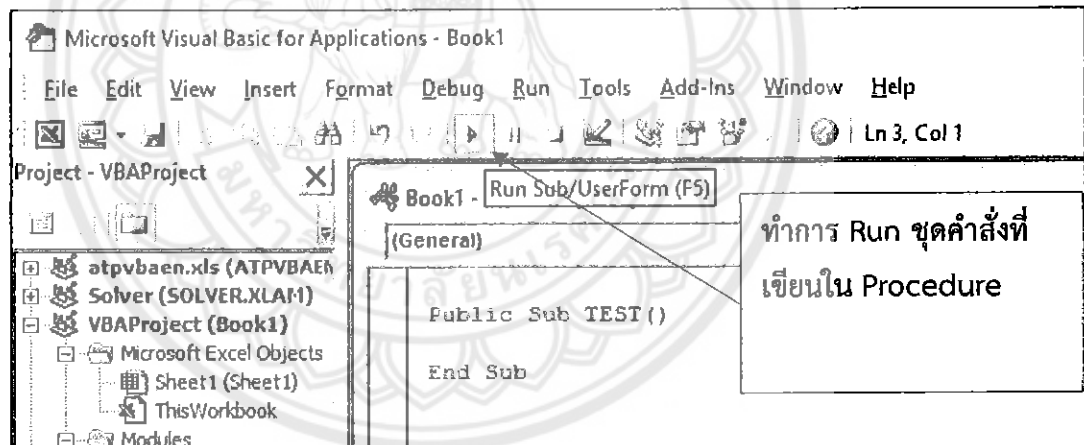 Microsoft Visual Basic for Applications - Book1
File Edit View Insert Format Debug Run Tools Add-Ins Window Help
Ln 3, Col 1
Project - VBAProject
Book1 -
Run Sub/UserForm (F5)
(General)
ทำการ Run ชุดคำสั่งที่
เขียนใน Procedure
atpvbaen.xls (ATPVBAEN
Solver (SOLVER.XLAM)
VBAProject (Book1)
Microsoft Excel Objects
Sheet1 (Sheet1)
ThisWorkbook
Modules
Public Sub TEST()
End Sub